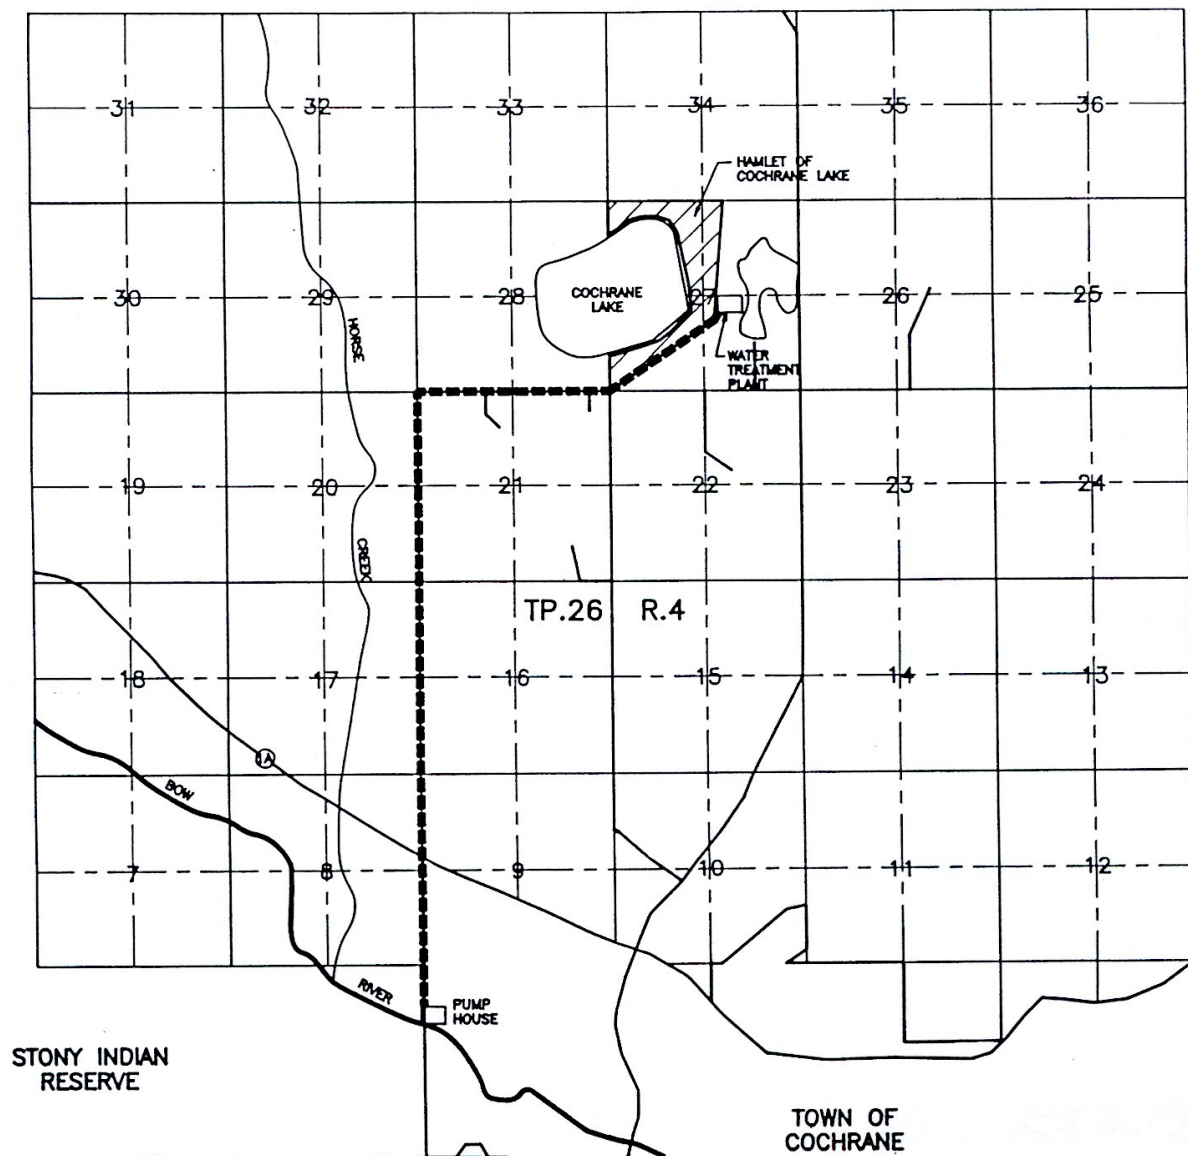 31 32 33 34 35 36
HAMLET OF
COCHRANE LAKE
COCHRANE
LAKE
30 29 28 27 26 25
HORSE
WATER
TREATMENT
PLANT
19 20 21 22 23 24
CREEK
TP.26 R.4
18 17 16 15 14 13
1A
BOW
7 8 9 10 11 12
RIVER
PUMP
HOUSE
STONY INDIAN
RESERVE
TOWN OF
COCHRANE